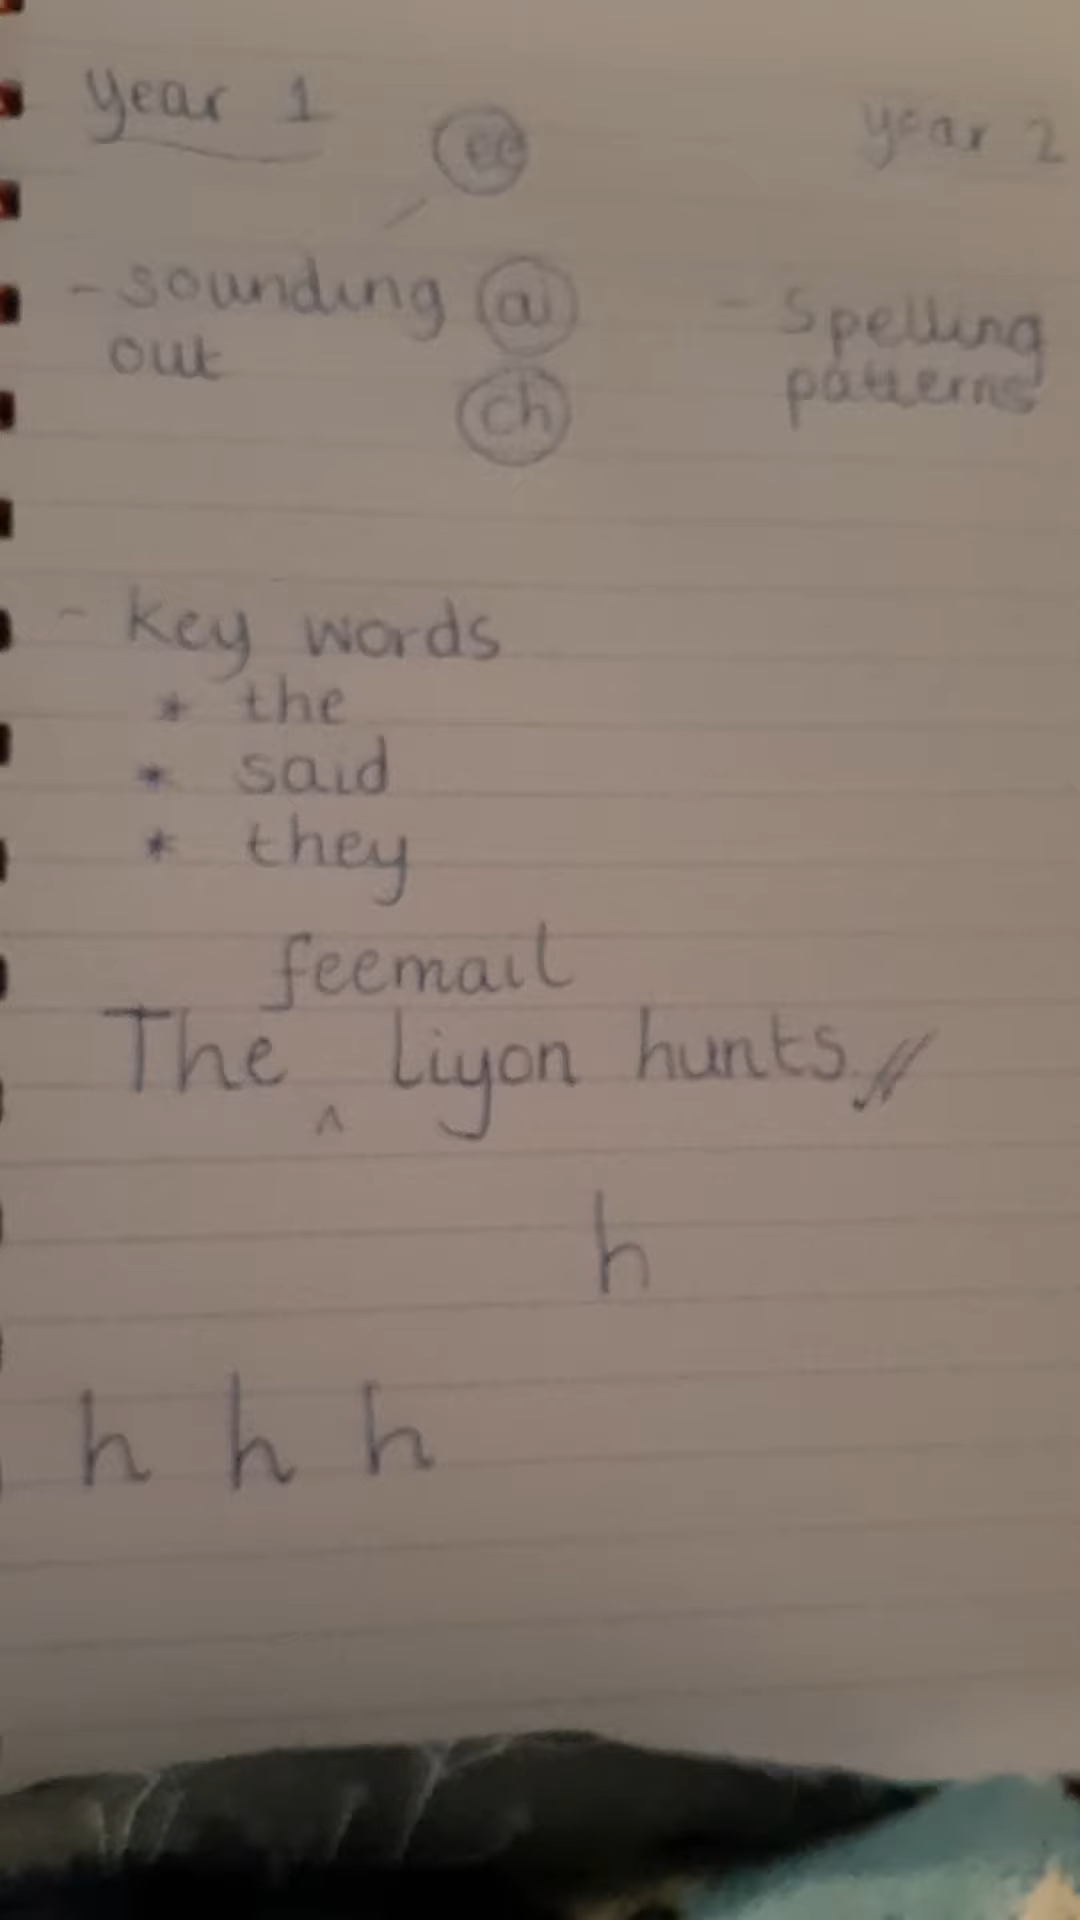 Year 1
ee
year 2
- sounding ai
out
ch
- Spelling
patterns
- key words
* the
* said
* they
feemail
The ^ Liyon hunts. //
h
h h h